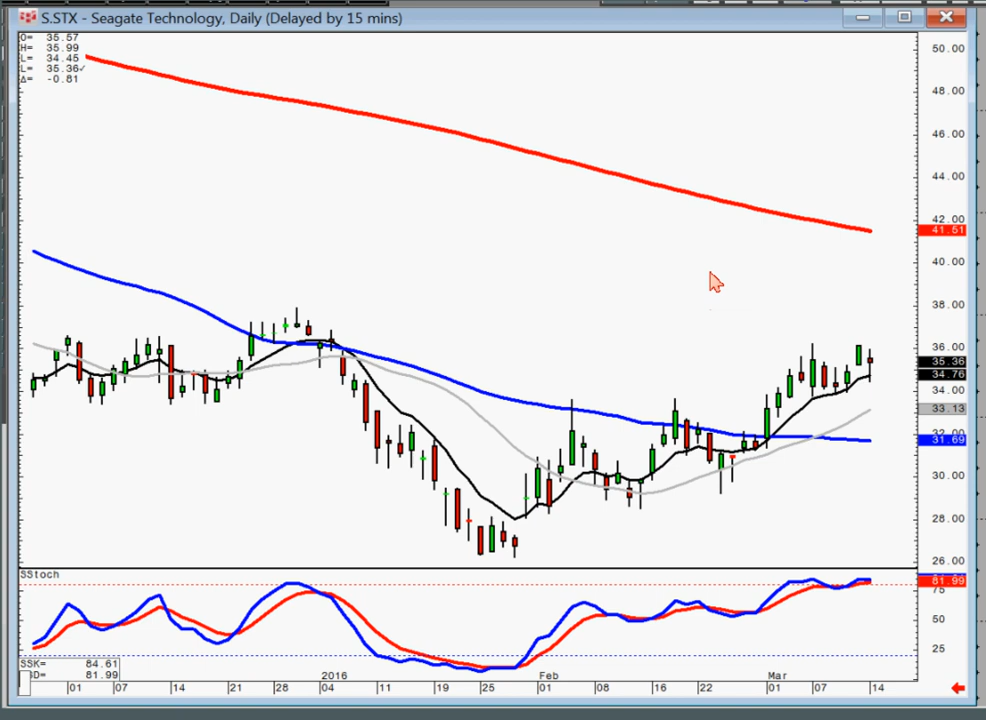 S.STX - Seagate Technology, Daily (Delayed by 15 mins)
O= 35.57
H= 35.99
L= 34.45
L= 35.36
Δ= -0.81
50.00
48.00
46.00
44.00
42.00
41.51
40.00
38.00
36.00
35.36
34.76
34.00
33.13
32.00
31.69
30.00
28.00
26.00
SStoch
81.99
75
50
25
SSK= 84.61
SD= 81.99
01 07 14 21 28 04 11 19 25 01 08 16 22 01 07 14
2016 Feb Mar